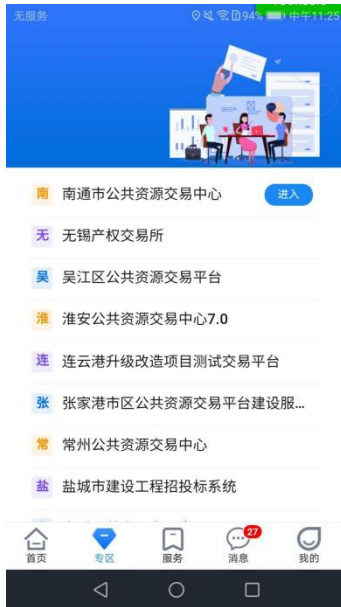 无服务
94%
中午11:25
南 南通市公共资源交易中心 进入
无 无锡产权交易所
吴 吴江区公共资源交易平台
淮 淮安公共资源交易中心7.0
连 连云港升级改造项目测试交易平台
张 张家港市区公共资源交易平台建设服...
常 常州公共资源交易中心
盐 盐城市建设工程招投标系统
27
首页 专区 服务 消息 我的